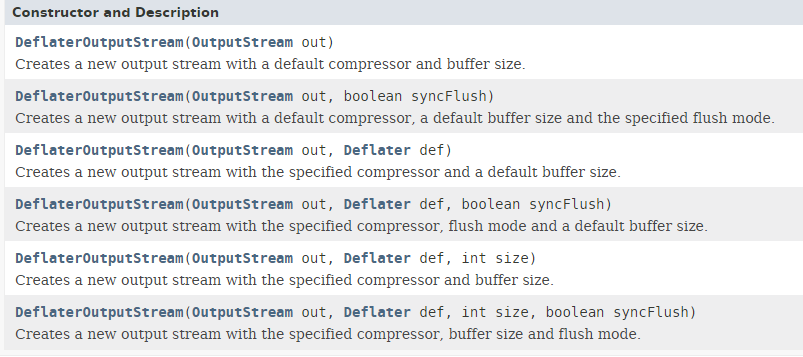 Constructor and Description
DeflaterOutputStream(OutputStream out)
Creates a new output stream with a default compressor and buffer size.
DeflaterOutputStream(OutputStream out, boolean syncFlush)
Creates a new output stream with a default compressor, a default buffer size and the specified flush mode.
DeflaterOutputStream(OutputStream out, Deflater def)
Creates a new output stream with the specified compressor and a default buffer size.
DeflaterOutputStream(OutputStream out, Deflater def, boolean syncFlush)
Creates a new output stream with the specified compressor, flush mode and a default buffer size.
DeflaterOutputStream(OutputStream out, Deflater def, int size)
Creates a new output stream with the specified compressor and buffer size.
DeflaterOutputStream(OutputStream out, Deflater def, int size, boolean syncFlush)
Creates a new output stream with the specified compressor, buffer size and flush mode.